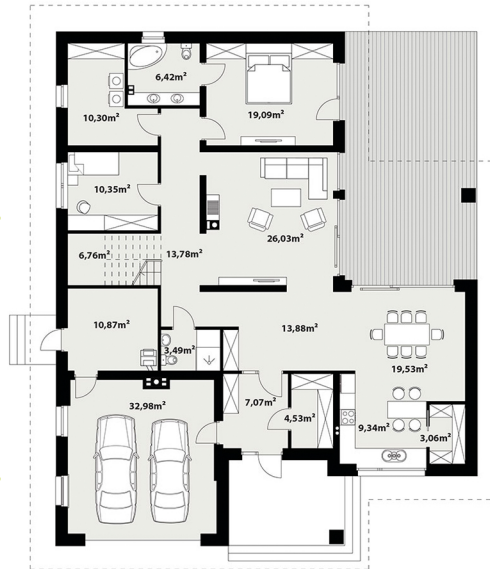 6,42m²
10,30m²
19,09m²
10,35m²
26,03m²
6,76m²
13,78m²
10,87m²
13,88m²
3,49m²
19,53m²
32,98m²
7,07m²
4,53m²
9,34m²
3,06m²